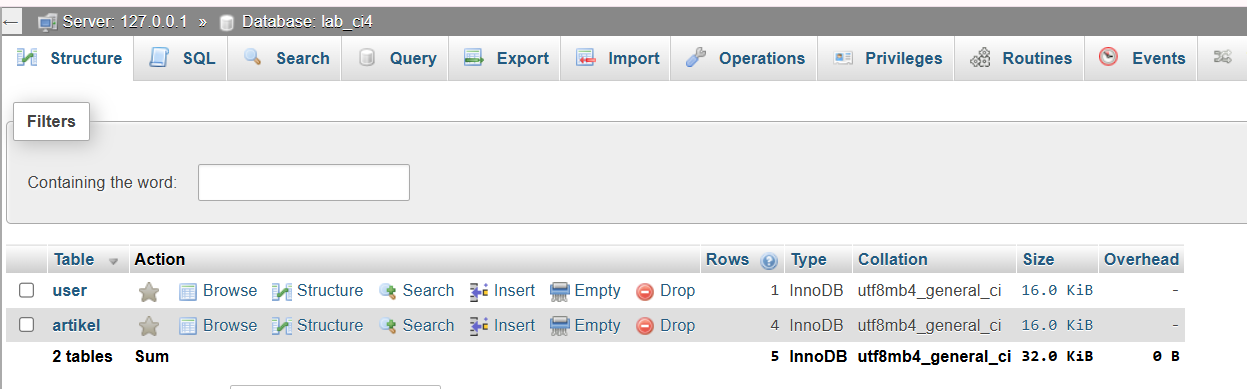 ← Server: 127.0.0.1 » Database: lab_ci4
Structure SQL Search Query Export Import Operations Privileges Routines Events
Filters
Containing the word:
Table Action Rows Type Collation Size Overhead
user Browse Structure Search Insert Empty Drop 1 InnoDB utf8mb4_general_ci 16.0 KiB -
artikel Browse Structure Search Insert Empty Drop 4 InnoDB utf8mb4_general_ci 16.0 KiB -
2 tables Sum 5 InnoDB utf8mb4_general_ci 32.0 KiB 0 B